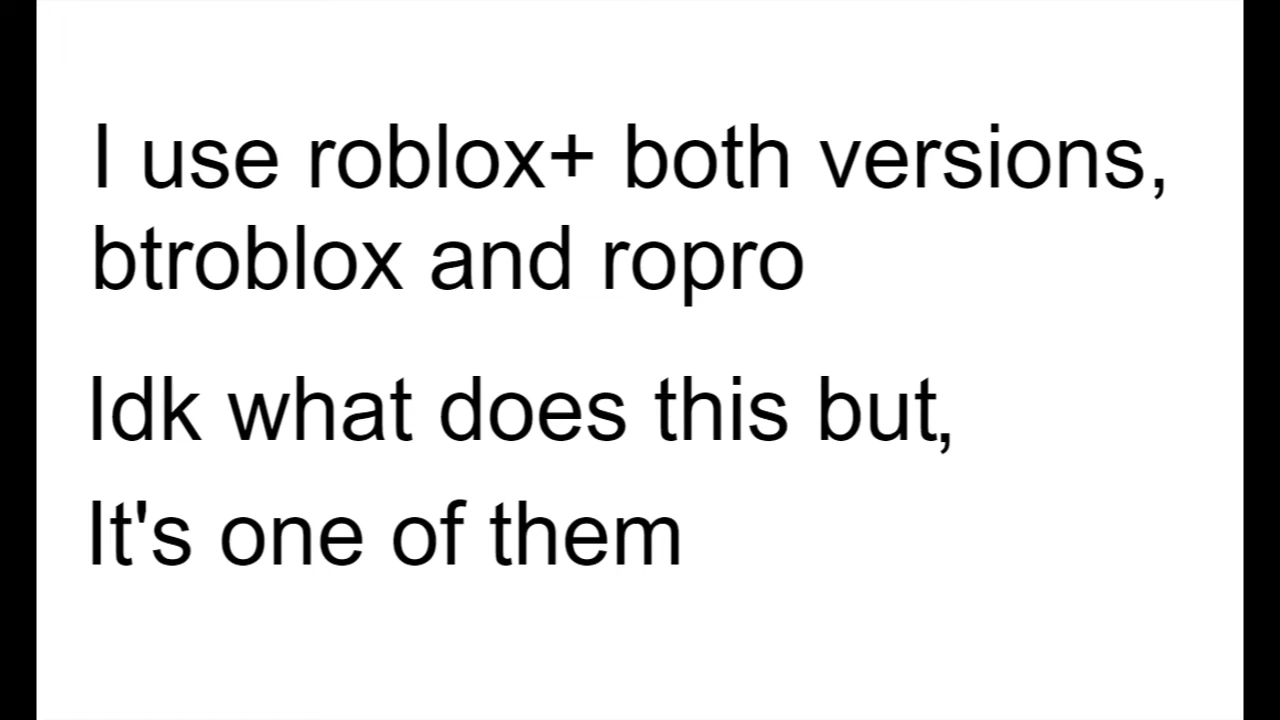 I use roblox+ both versions,
btroblox and ropro
Idk what does this but,
It's one of them